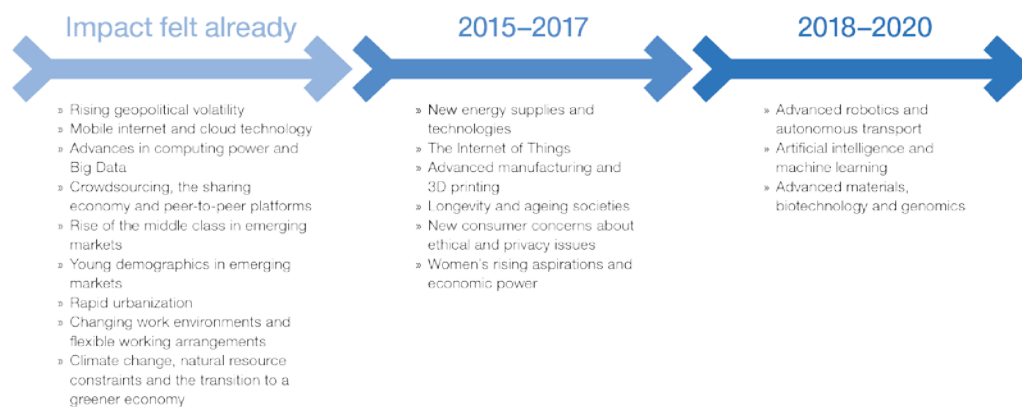 Impact felt already
» Rising geopolitical volatility
» Mobile internet and cloud technology
» Advances in computing power and
Big Data
» Crowdsourcing, the sharing
economy and peer-to-peer platforms
» Rise of the middle class in emerging
markets
» Young demographics in emerging
markets
» Rapid urbanization
» Changing work environments and
flexible working arrangements
» Climate change, natural resource
constraints and the transition to a
greener economy
2015–2017
» New energy supplies and
technologies
» The Internet of Things
» Advanced manufacturing and
3D printing
» Longevity and ageing societies
» New consumer concerns about
ethical and privacy issues
» Women's rising aspirations and
economic power
2018–2020
» Advanced robotics and
autonomous transport
» Artificial intelligence and
machine learning
» Advanced materials,
biotechnology and genomics